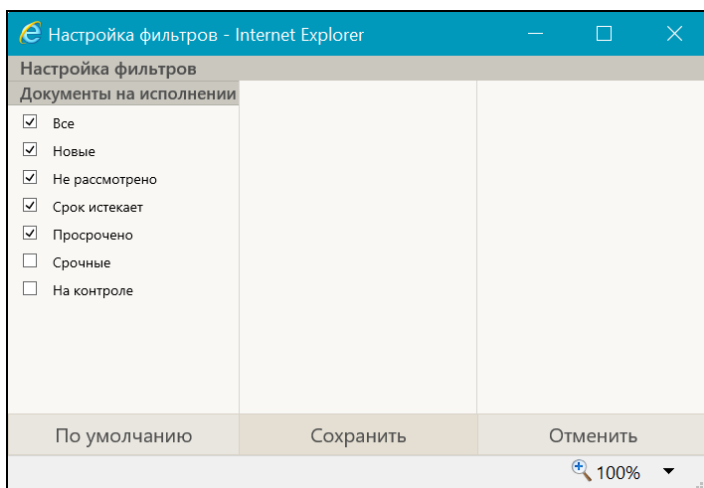 Настройка фильтров - Internet Explorer
Настройка фильтров
Документы на исполнении
Все
Новые
Не рассмотрено
Срок истекает
Просрочено
Срочные
На контроле
По умолчанию
Сохранить
Отменить
100%